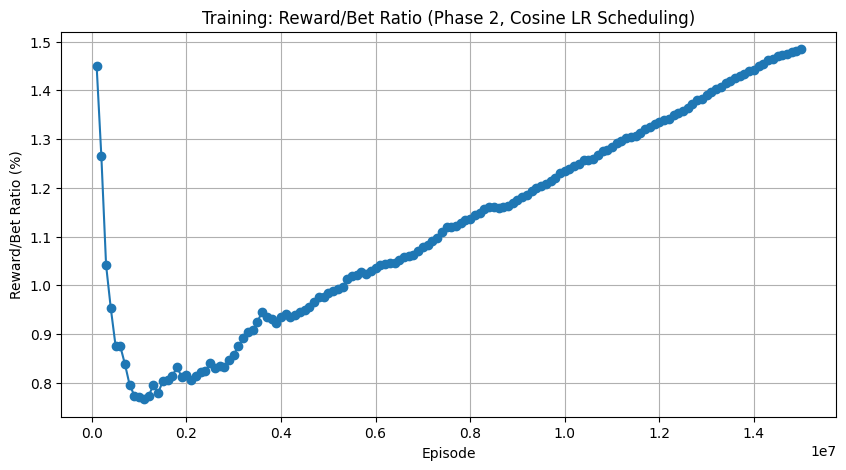 Training: Reward/Bet Ratio (Phase 2, Cosine LR Scheduling)
1.5
1.4
1.3
1.2
1.1
1.0
0.9
0.8
Reward/Bet Ratio (%)
0.0 0.2 0.4 0.6 0.8 1.0 1.2 1.4
1e7
Episode